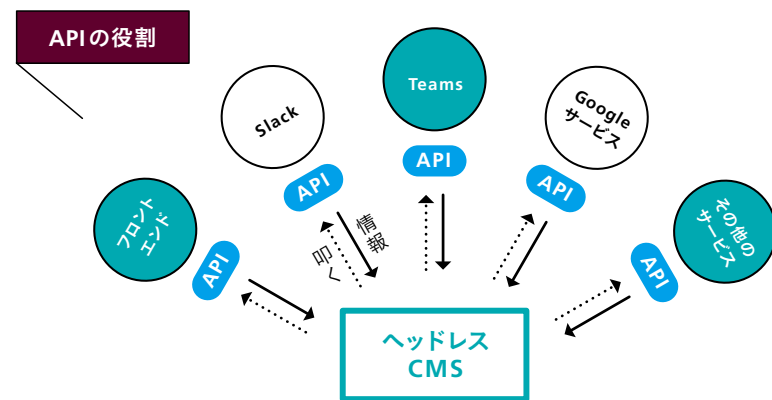 APIの役割
Teams
Slack
Google
サービス
API
API
API
フロント
エンド
その他の
サービス
API
API
情報
叩く
ヘッドレス
CMS